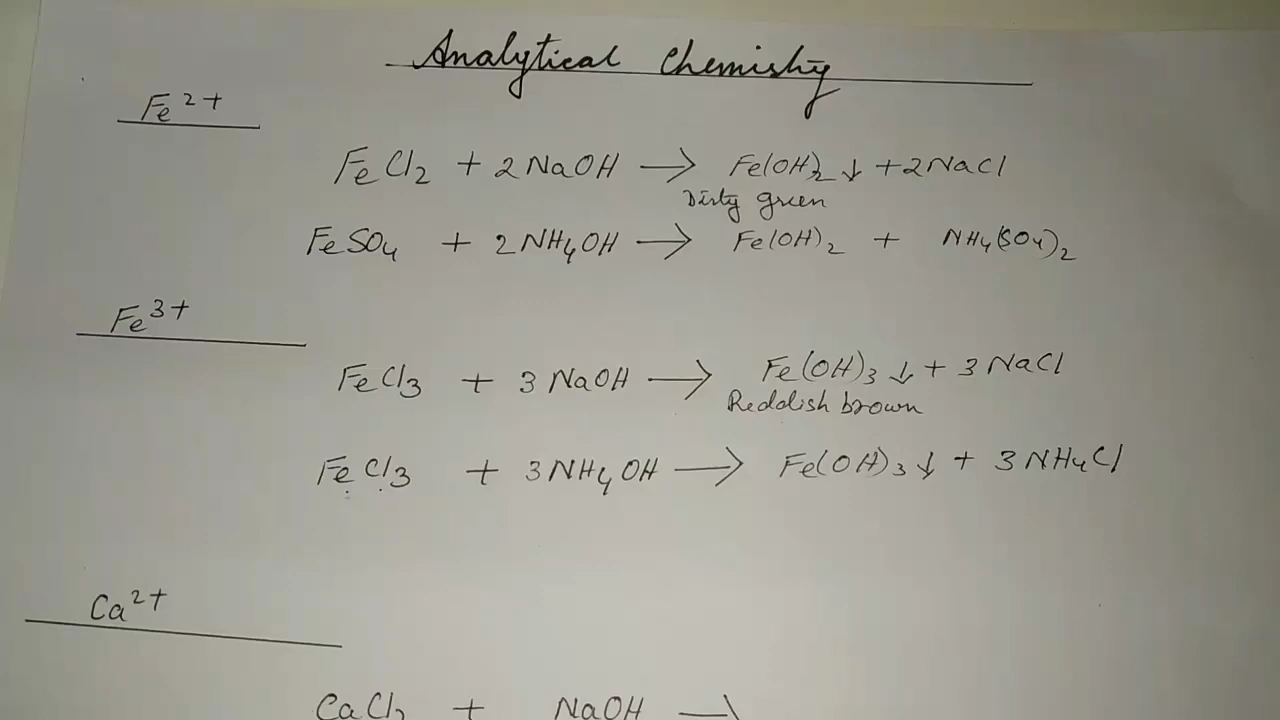 Analytical Chemistry
Fe²⁺
FeCl₂ + 2NaOH → Fe(OH)₂ ↓ + 2NaCl
Dirty green
FeSO₄ + 2NH₄OH → Fe(OH)₂ + NH₄(SO₄)₂
Fe³⁺
FeCl₃ + 3NaOH → Fe(OH)₃ ↓ + 3NaCl
Reddish brown
FeCl₃ + 3NH₄OH → Fe(OH)₃ ↓ + 3NH₄Cl
Ca²⁺
CaCl₂ + NaOH →